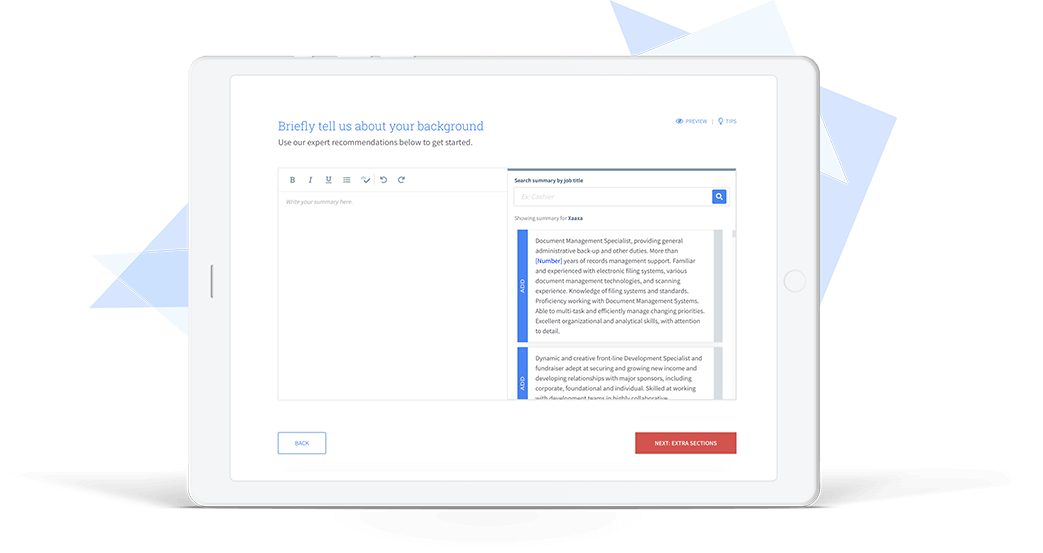 Briefly tell us about your background
PREVIEW | TIPS
Use our expert recommendations below to get started.
B I U
Write your summary here.
Search summary by job title
Ex: Cashier
Showing summary for Xaaxa
ADD
Document Management Specialist, providing general
administrative back-up and other duties. More than
[Number] years of records management support. Familiar
and experienced with electronic filing systems, various
document management technologies, and scanning
experience. Knowledge of filing systems and standards.
Proficiency working with Document Management Systems.
Able to multi-task and efficiently manage changing priorities.
Excellent organizational and analytical skills, with attention
to detail.
ADD
Dynamic and creative front-line Development Specialist and
fundraiser adept at securing and growing new income and
developing relationships with major sponsors, including
corporate, foundational and individual. Skilled at working
with development teams in highly collaborative
BACK
NEXT: EXTRA SECTIONS